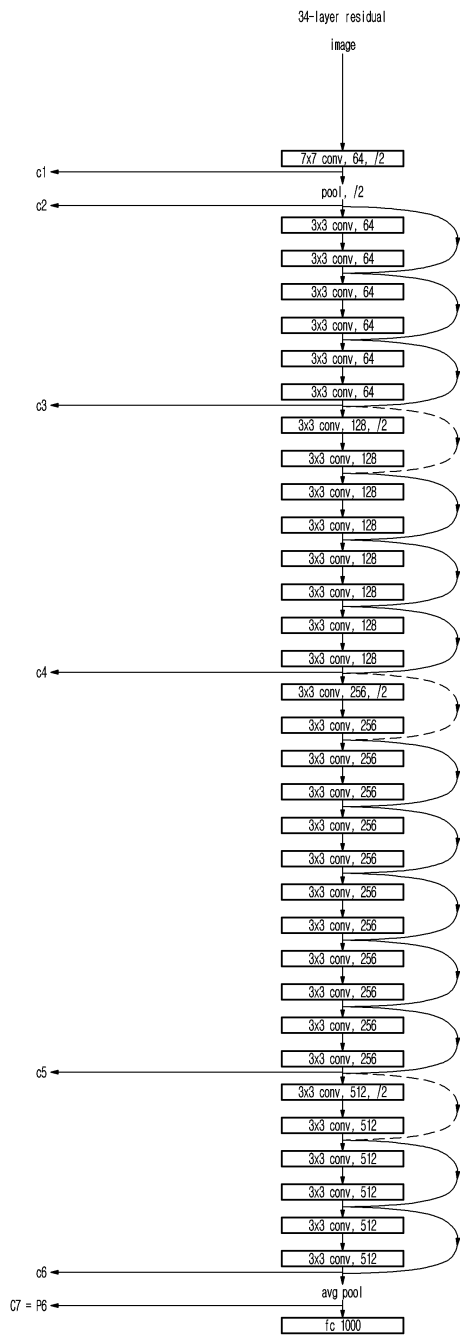 34-layer residual
image
7x7 conv, 64, /2
c1
pool, /2
c2
3x3 conv, 64
3x3 conv, 64
3x3 conv, 64
3x3 conv, 64
3x3 conv, 64
3x3 conv, 64
c3
3x3 conv, 128, /2
3x3 conv, 128
3x3 conv, 128
3x3 conv, 128
3x3 conv, 128
3x3 conv, 128
3x3 conv, 128
3x3 conv, 128
c4
3x3 conv, 256, /2
3x3 conv, 256
3x3 conv, 256
3x3 conv, 256
3x3 conv, 256
3x3 conv, 256
3x3 conv, 256
3x3 conv, 256
3x3 conv, 256
3x3 conv, 256
3x3 conv, 256
3x3 conv, 256
c5
3x3 conv, 512, /2
3x3 conv, 512
3x3 conv, 512
3x3 conv, 512
3x3 conv, 512
3x3 conv, 512
c6
avg pool
C7 = P6
fc 1000